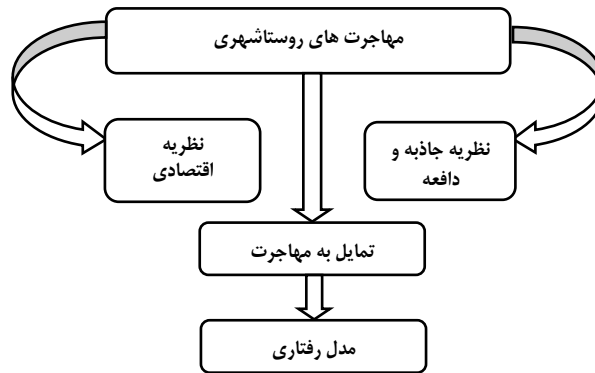 مهاجرت های روستاشهری
نظریه جاذبه و
دافعه
نظریه
اقتصادی
تمایل به مهاجرت
مدل رفتاری